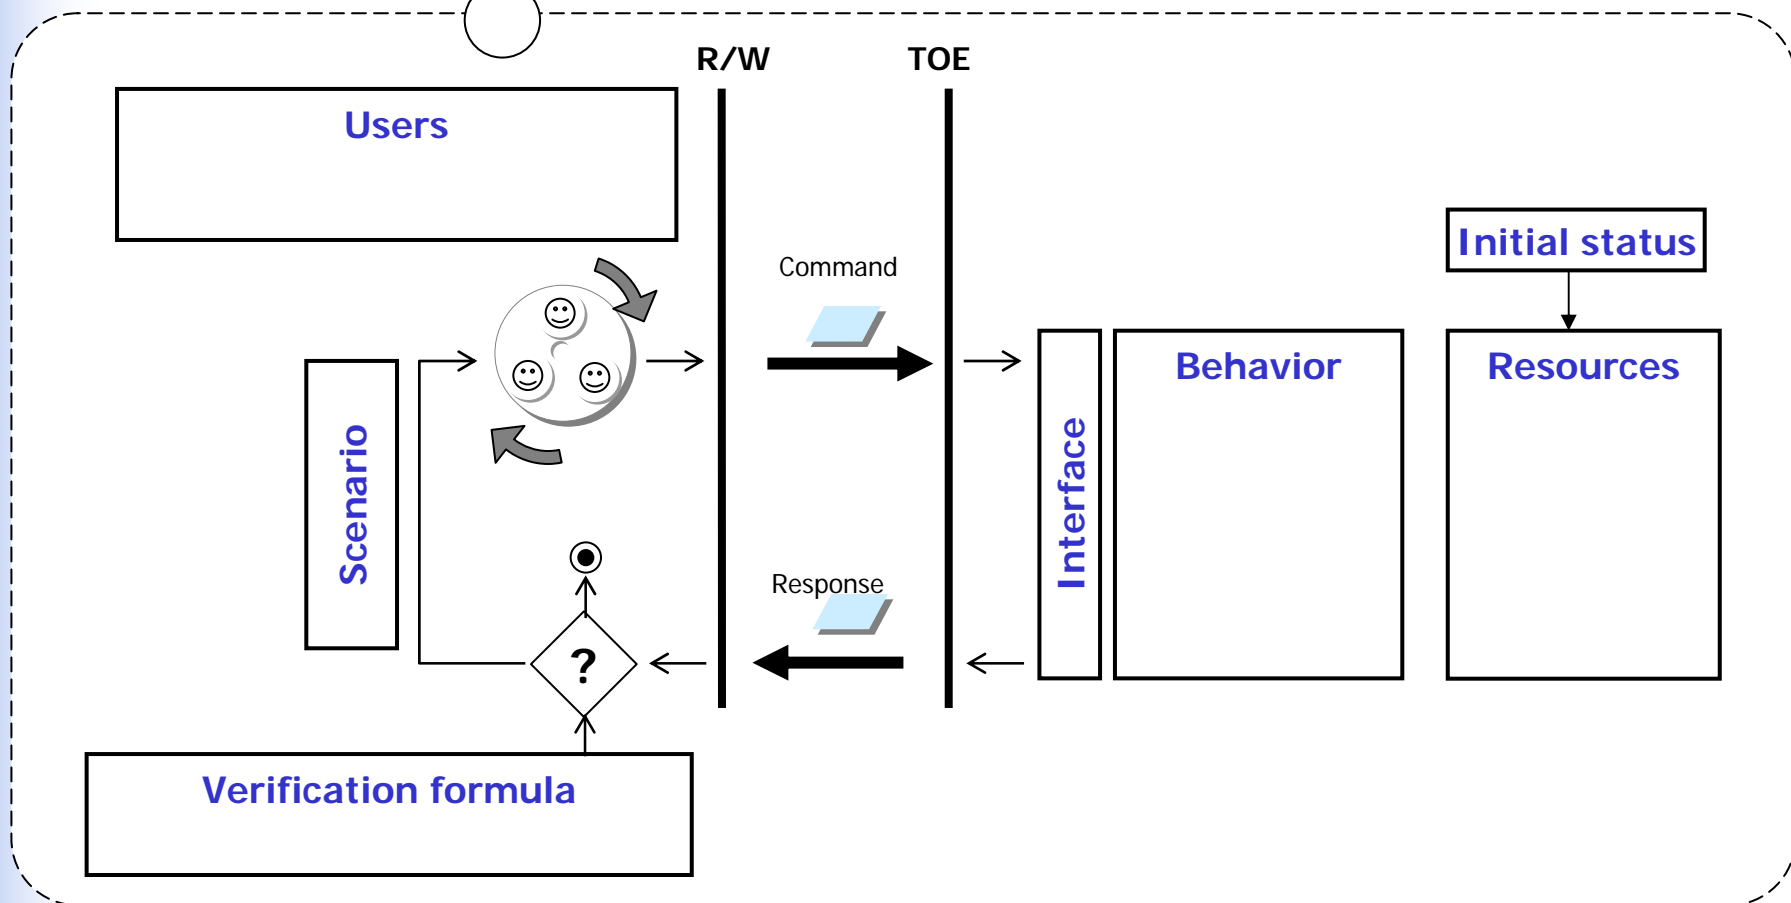 R/W
TOE
Users
Command
Initial status
Behavior
Resources
Scenario
Interface
Response
?
Verification formula